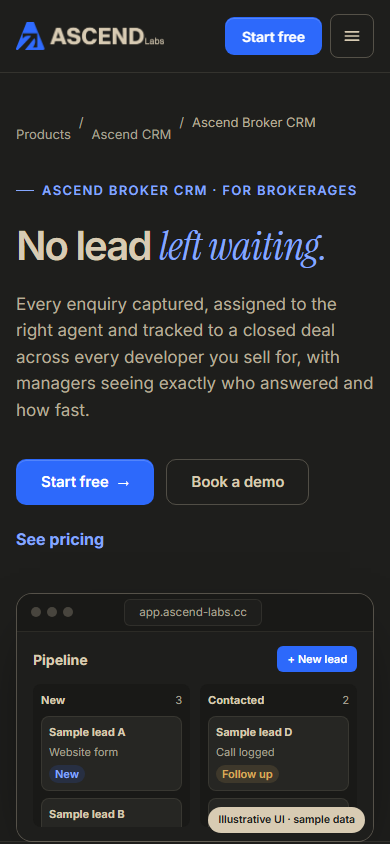 ASCEND Labs
Start free
Products / Ascend CRM / Ascend Broker CRM
ASCEND BROKER CRM · FOR BROKERAGES
No lead left waiting.
Every enquiry captured, assigned to the
right agent and tracked to a closed deal
across every developer you sell for, with
managers seeing exactly who answered and
how fast.
Start free →
Book a demo
See pricing
app.ascend-labs.cc
Pipeline
+ New lead
New 3
Sample lead A
Website form
New
Sample lead B
Contacted 2
Sample lead D
Call logged
Follow up
Illustrative UI · sample data